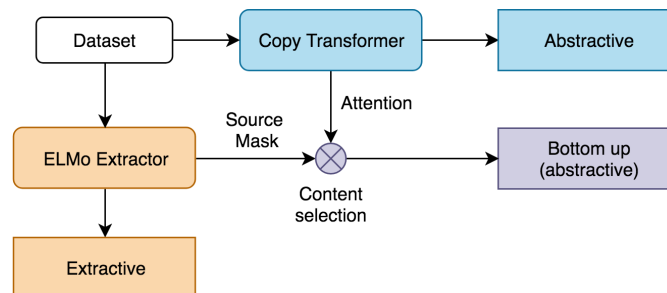 Dataset
Copy Transformer
Abstractive
Attention
Source
Mask
ELMo Extractor
Bottom up
(abstractive)
Content
selection
Extractive